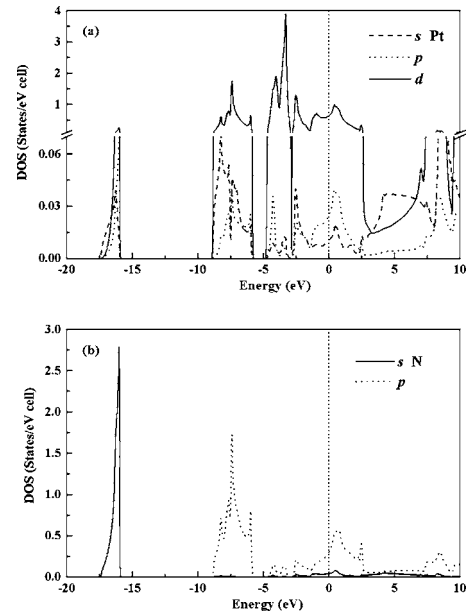 (a)
s Pt
p
d
4
3
2
1
0.06
0.03
0.00
DOS (States/eV cell)
-20 -15 -10 -5 0 5 10
Energy (eV)
(b)
s N
p
3.0
2.5
2.0
1.5
1.0
0.5
0.0
DOS (States/eV cell)
-20 -15 -10 -5 0 5 10
Energy (eV)